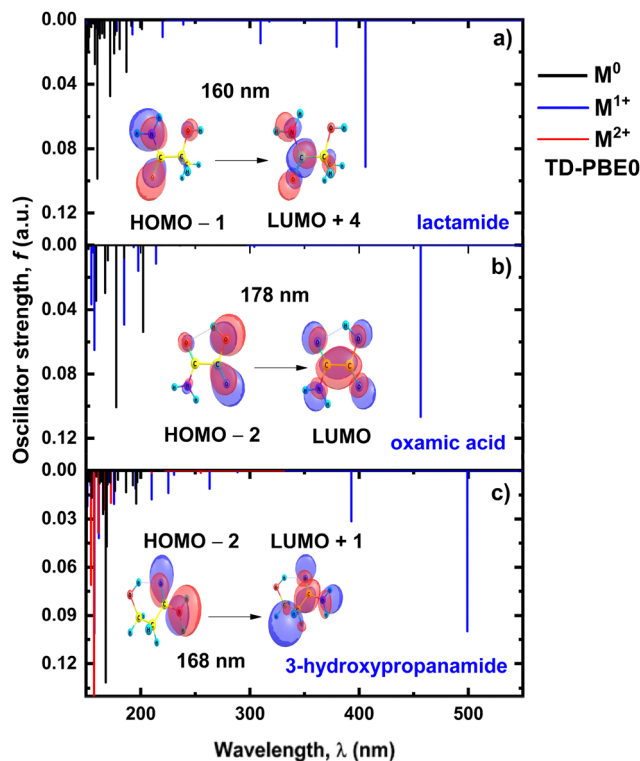 0.00
0.04
0.08
0.12
a)
160 nm
HOMO – 1
LUMO + 4
lactamide
M⁰
M¹⁺
M²⁺
TD-PBE0
Oscillator strength, f (a.u.)
0.00
0.04
0.08
0.12
b)
178 nm
HOMO – 2
LUMO
oxamic acid
0.00
0.03
0.06
0.09
0.12
c)
HOMO – 2
LUMO + 1
168 nm
3-hydroxypropanamide
200
300
400
500
Wavelength, λ (nm)